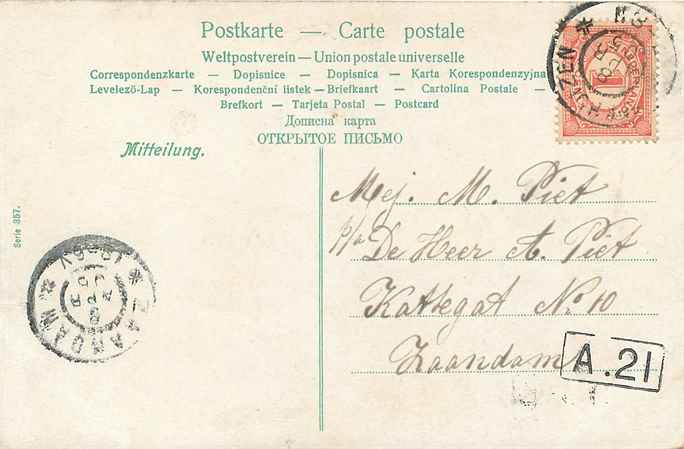 Postkarte — Carte postale
Weltpostverein — Union postale universelle
Correspondenzkarte — Dopisnice — Dopisnica — Karta Korespondenzyjna
Levelező-Lap — Korespondenční listek — Briefkaart — Cartolina Postale —
Brefkort — Tarjeta Postal — Postcard
Дописна карта
ОТКРЫТОЕ ПИСЬМО
Mitteilung.
Mej. M. Piet
p/a De Heer A. Piet
Kattegat No. 10
Zaandam
A.21
Serie 357.
ZAANDAM